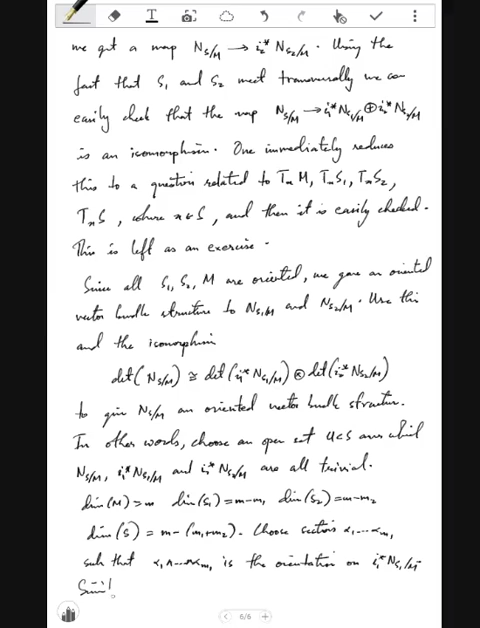 we get a map N_{S/M} → i_2^* N_{S_2/M}. Using the
fact that S_1 and S_2 meet transversally we can
easily check that the map N_{S/M} → i_1^* N_{S_1/M} ⊕ i_2^* N_{S_2/M}
is an isomorphism. One immediately reduces
this to a question related to T_x M, T_x S_1, T_x S_2,
T_x S, where x ∈ S, and then it is easily checked.
This is left as an exercise.
Since all S_1, S_2, M are oriented, we gave an oriented
vector bundle structure to N_{S_1/M} and N_{S_2/M}. Use this
and the isomorphism
det(N_{S/M}) ≅ det(i_1^* N_{S_1/M}) ⊗ det(i_2^* N_{S_2/M})
to give N_{S/M} an oriented vector bundle structure.
In other words, choose an open set U ⊂ S over which
N_{S/M}, i_1^* N_{S_1/M} and i_2^* N_{S_2/M} are all trivial.
dim(M) = m dim(S_1) = m-m_1 dim(S_2) = m-m_2
dim(S) = m-(m_1+m_2). Choose sections α_1,...α_{m_1}
such that α_1∧...∧α_{m_1} is the orientation on i_1^* N_{S_1/M}.
6/6